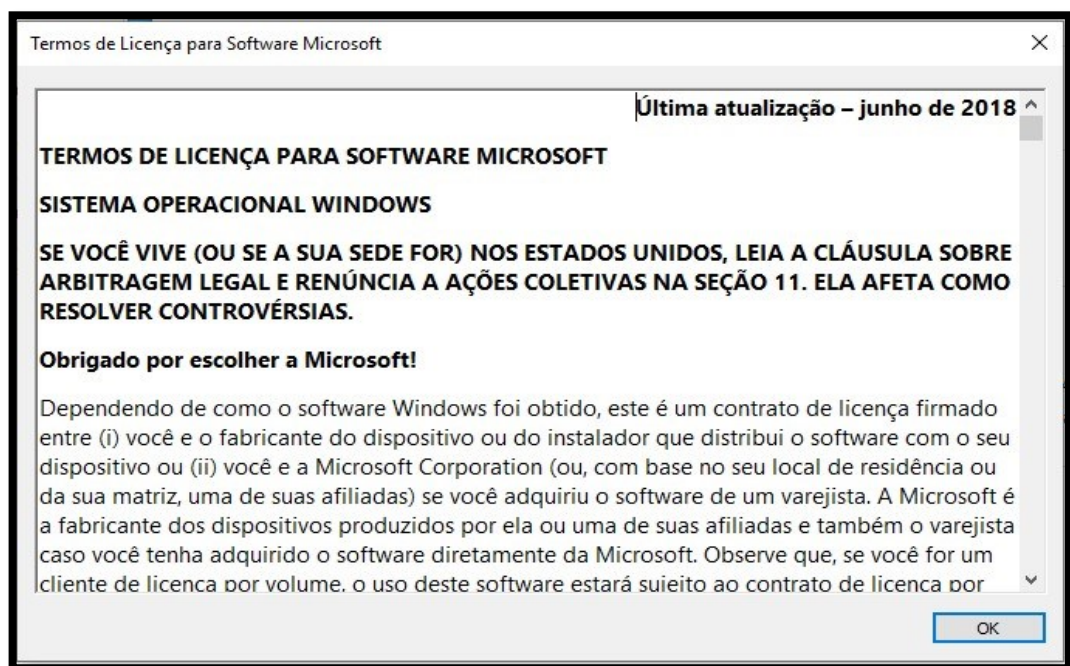 Termos de Licença para Software Microsoft
Última atualização – junho de 2018
TERMOS DE LICENÇA PARA SOFTWARE MICROSOFT
SISTEMA OPERACIONAL WINDOWS
SE VOCÊ VIVE (OU SE A SUA SEDE FOR) NOS ESTADOS UNIDOS, LEIA A CLÁUSULA SOBRE
ARBITRAGEM LEGAL E RENÚNCIA A AÇÕES COLETIVAS NA SEÇÃO 11. ELA AFETA COMO
RESOLVER CONTROVÉRSIAS.
Obrigado por escolher a Microsoft!
Dependendo de como o software Windows foi obtido, este é um contrato de licença firmado
entre (i) você e o fabricante do dispositivo ou do instalador que distribui o software com o seu
dispositivo ou (ii) você e a Microsoft Corporation (ou, com base no seu local de residência ou
da sua matriz, uma de suas afiliadas) se você adquiriu o software de um varejista. A Microsoft é
a fabricante dos dispositivos produzidos por ela ou uma de suas afiliadas e também o varejista
caso você tenha adquirido o software diretamente da Microsoft. Observe que, se você for um
cliente de licença por volume, o uso deste software estará sujeito ao contrato de licença por
OK